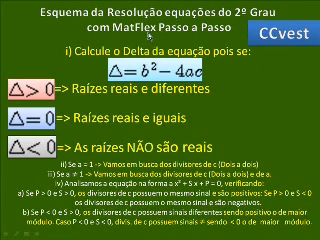 Esquema da Resolução equações do 2º Grau
com MatFlex Passo a Passo
CCvest
i) Calcule o Delta da equação pois se:
Δ = b² – 4ac
Δ > 0 => Raízes reais e diferentes
Δ = 0 => Raízes reais e iguais
Δ < 0 => As raízes NÃO são reais
ii) Se a = 1 -> Vamos em busca dos divisores de c (Dois a dois)
iii) Se a ≠ 1 -> Vamos em busca dos divisores de c (Dois a dois) e de a.
iv) Analisamos a equação na forma a x² + S x + P = 0, verificando:
a) Se P > 0 e S > 0, os divisores de c possuem o mesmo sinal e são positivos: Se P > 0 e S < 0
os divisores de c possuem o mesmo sinal e são negativos.
b) Se P < 0 e S > 0, os divisores de c possuem sinais diferentes sendo positivo o de maior
módulo. Caso P < 0 e S < 0, divis. de c possuem sinais ≠ sendo < 0 o de maior módulo.